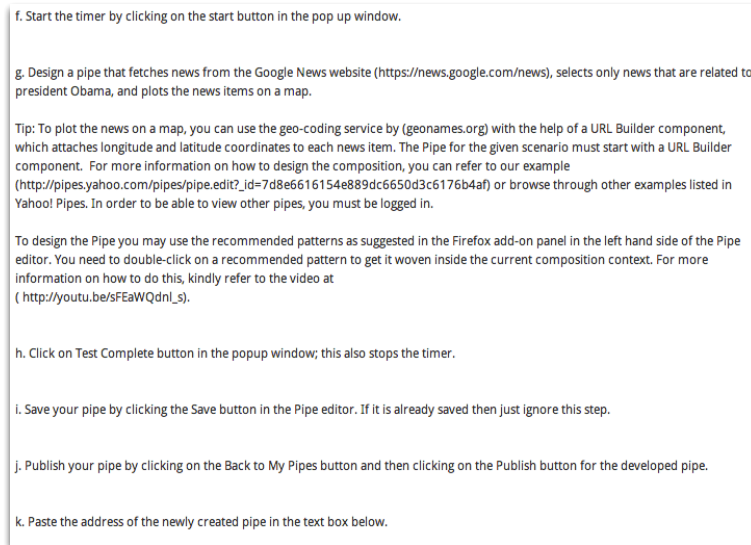 f. Start the timer by clicking on the start button in the pop up window.
g. Design a pipe that fetches news from the Google News website (https://news.google.com/news), selects only news that are related to
president Obama, and plots the news items on a map.
Tip: To plot the news on a map, you can use the geo-coding service by (geonames.org) with the help of a URL Builder component,
which attaches longitude and latitude coordinates to each news item. The Pipe for the given scenario must start with a URL Builder
component.  For more information on how to design the composition, you can refer to our example
(http://pipes.yahoo.com/pipes/pipe.edit?_id=7d8e6616154e889dc6650d3c6176b4af) or browse through other examples listed in
Yahoo! Pipes. In order to be able to view other pipes, you must be logged in.
To design the Pipe you may use the recommended patterns as suggested in the Firefox add-on panel in the left hand side of the Pipe
editor. You need to double-click on a recommended pattern to get it woven inside the current composition context. For more
information on how to do this, kindly refer to the video at
( http://youtu.be/sFEaWQdnl_s).
h. Click on Test Complete button in the popup window; this also stops the timer.
i. Save your pipe by clicking the Save button in the Pipe editor. If it is already saved then just ignore this step.
j. Publish your pipe by clicking on the Back to My Pipes button and then clicking on the Publish button for the developed pipe.
k. Paste the address of the newly created pipe in the text box below.